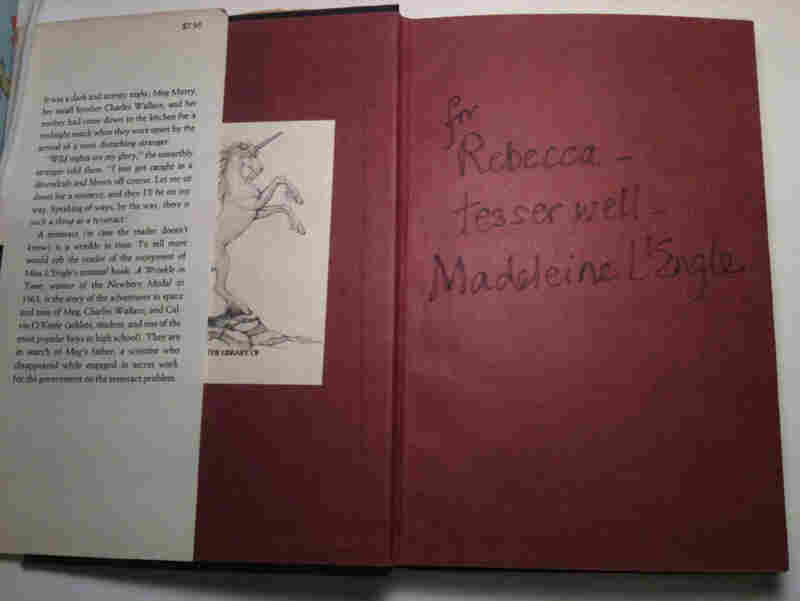 $7.95
It was a dark and stormy night; Meg Murry,
her small brother Charles Wallace, and her
mother had come down to the kitchen for a
midnight snack when they were upset by the
arrival of a most disturbing stranger.
"Wild nights are my glory," the unearthly
stranger told them. "I just got caught in a
downdraft and blown off course. Let me sit
down for a moment, and then I'll be on my
way. Speaking of ways, by the way, there is
such a thing as a tesseract."
A tesseract (in case the reader doesn't
know) is a wrinkle in time. To tell more
would rob the reader of the enjoyment of
Miss L'Engle's unusual book. A Wrinkle in
Time, winner of the Newbery Medal in
1963, is the story of the adventures in space
and time of Meg, Charles Wallace, and Cal-
vin O'Keefe (athlete, student, and one of the
most popular boys in high school). They are
in search of Meg's father, a scientist who
disappeared while engaged in secret work
for the government on the tesseract problem.
LIBRARY OF
for
Rebecca –
tesser well –
Madeleine L'Engle